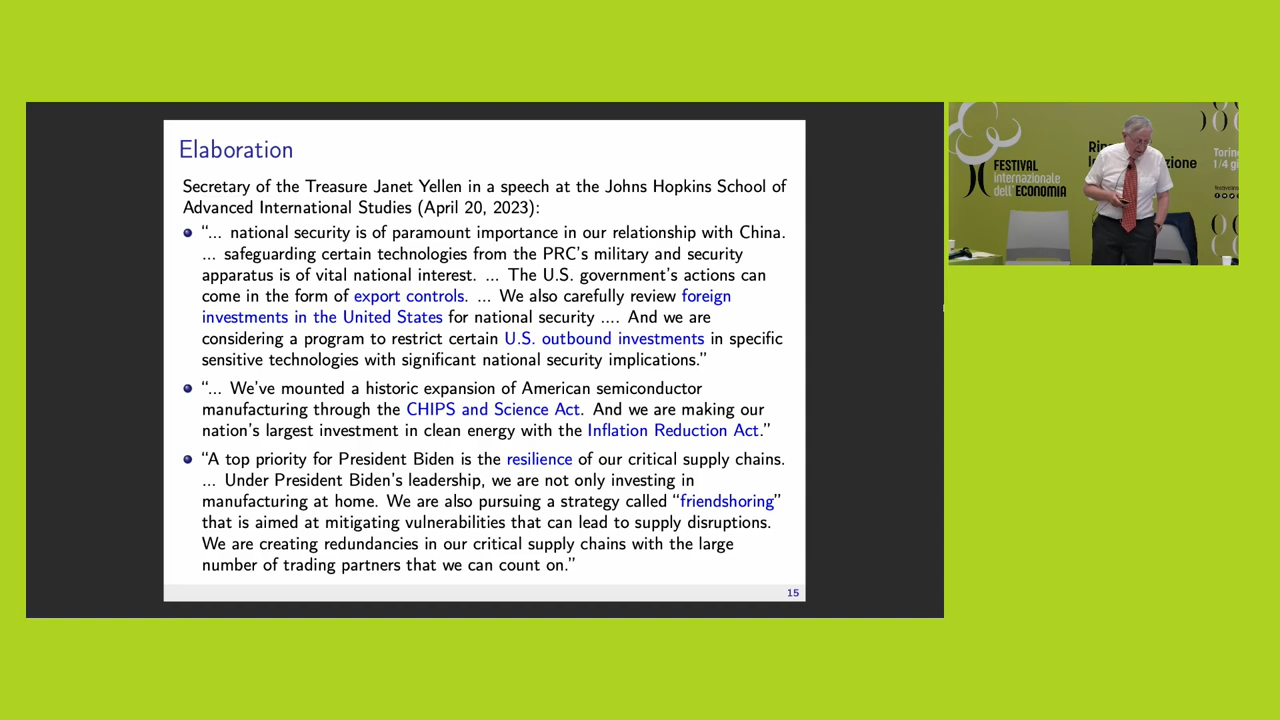 Elaboration
Secretary of the Treasure Janet Yellen in a speech at the Johns Hopkins School of
Advanced International Studies (April 20, 2023):
“... national security is of paramount importance in our relationship with China.
... safeguarding certain technologies from the PRC’s military and security
apparatus is of vital national interest. ... The U.S. government’s actions can
come in the form of export controls. ... We also carefully review foreign
investments in the United States for national security .... And we are
considering a program to restrict certain U.S. outbound investments in specific
sensitive technologies with significant national security implications.”
“... We’ve mounted a historic expansion of American semiconductor
manufacturing through the CHIPS and Science Act. And we are making our
nation’s largest investment in clean energy with the Inflation Reduction Act.”
“A top priority for President Biden is the resilience of our critical supply chains.
... Under President Biden’s leadership, we are not only investing in
manufacturing at home. We are also pursuing a strategy called “friendshoring”
that is aimed at mitigating vulnerabilities that can lead to supply disruptions.
We are creating redundancies in our critical supply chains with the large
number of trading partners that we can count on.”
15
FESTIVAL
internazionale
dell'ECONOMIA
Torino